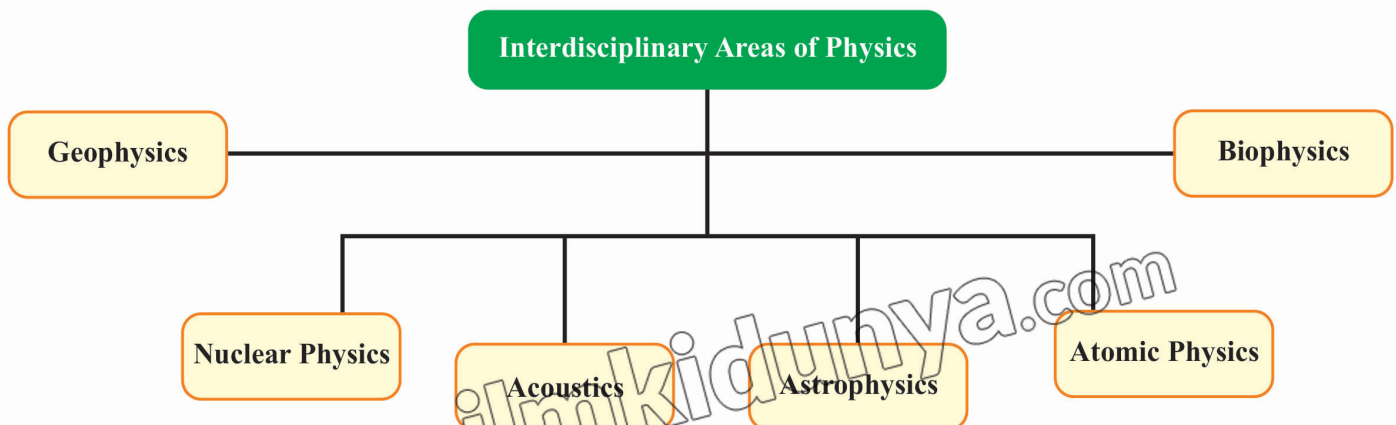 Interdisciplinary Areas of Physics
Geophysics
Biophysics
Nuclear Physics
Acoustics
Astrophysics
Atomic Physics
ilmkidunya.com